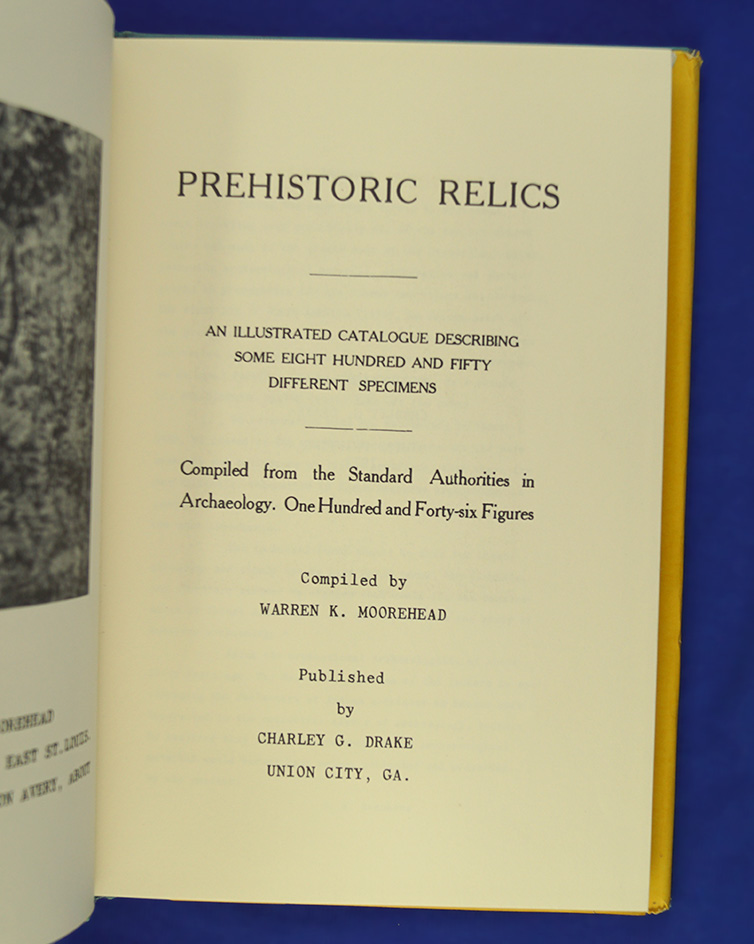 EAST ST. LOUIS.
AVERY, ABOUT
PREHISTORIC RELICS
AN ILLUSTRATED CATALOGUE DESCRIBING
SOME EIGHT HUNDRED AND FIFTY
DIFFERENT SPECIMENS
Compiled from the Standard Authorities in
Archaeology. One Hundred and Forty-six Figures
Compiled by
WARREN K. MOOREHEAD
Published
by
CHARLEY G. DRAKE
UNION CITY, GA.